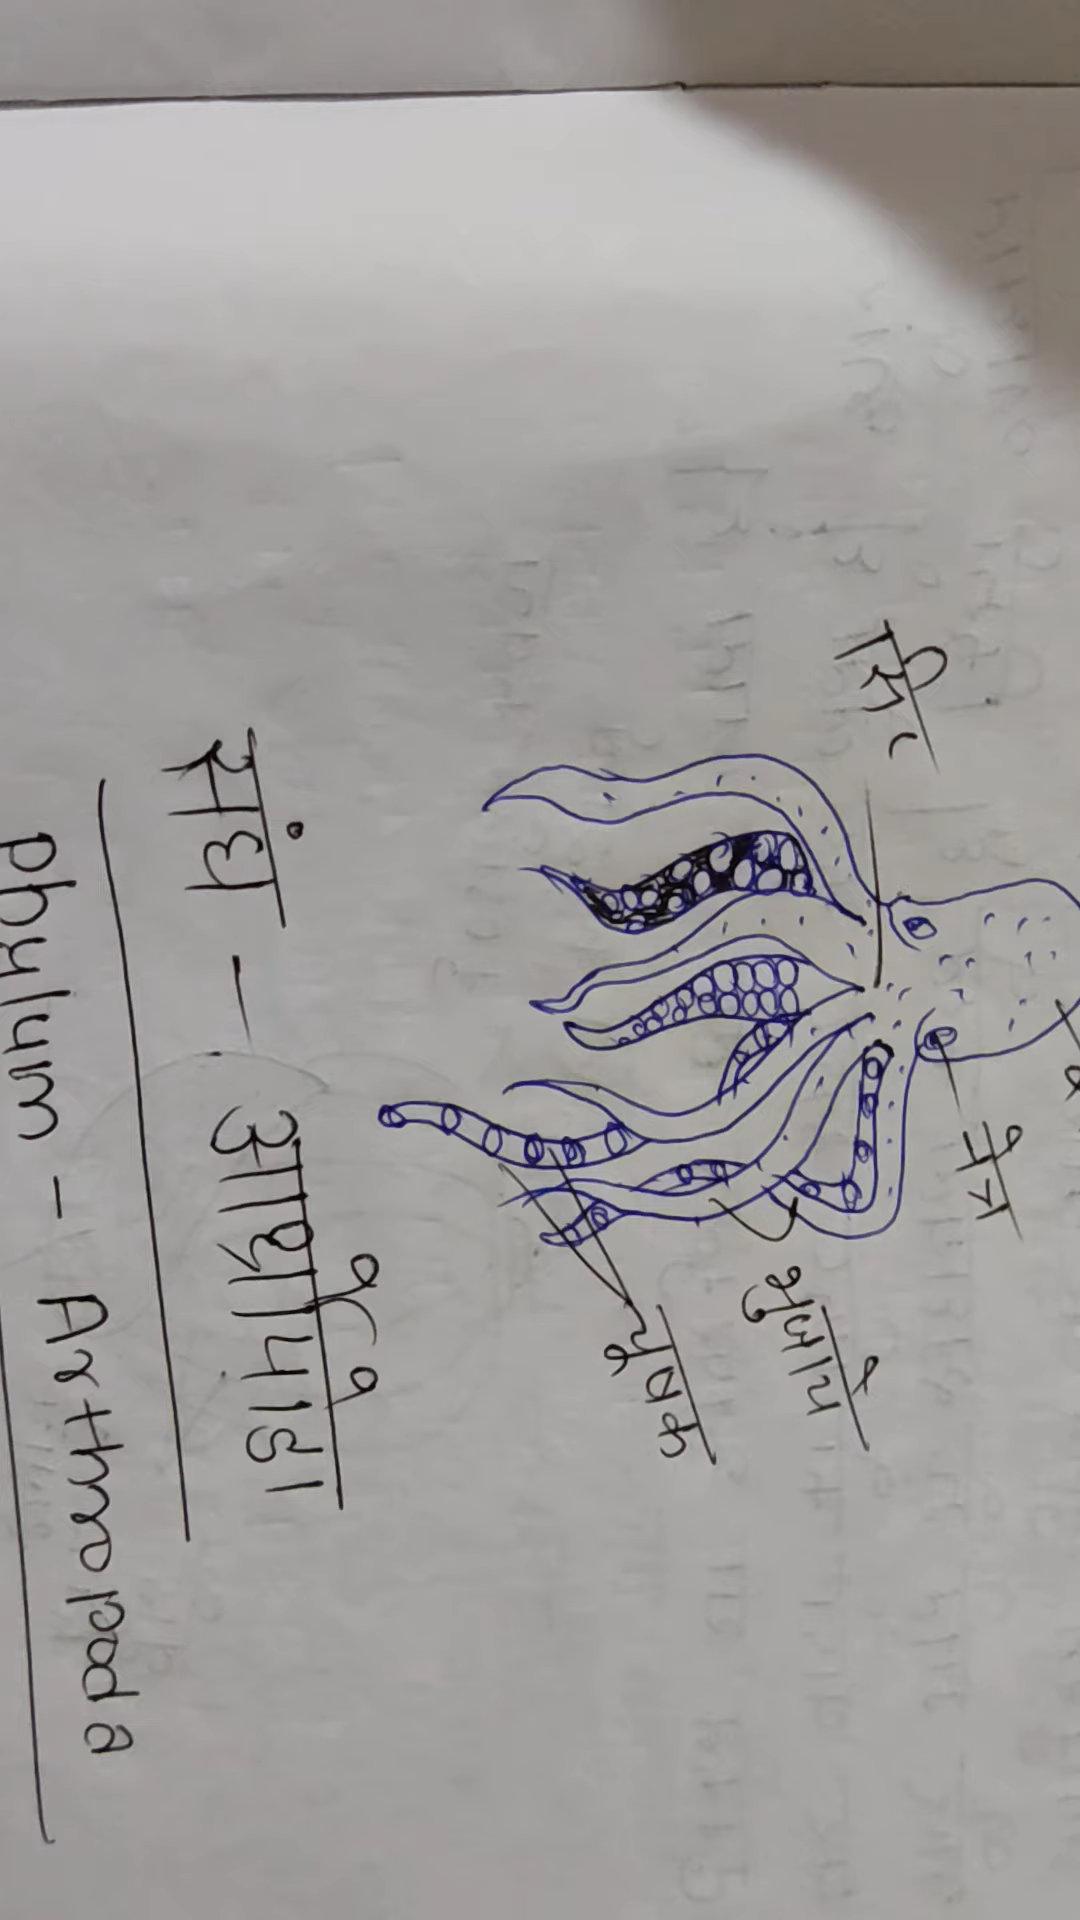 सिर
नेत्र
मुखीय
चूषक
संघ - आर्थ्रोपोडा
Phylum - Arthropoda